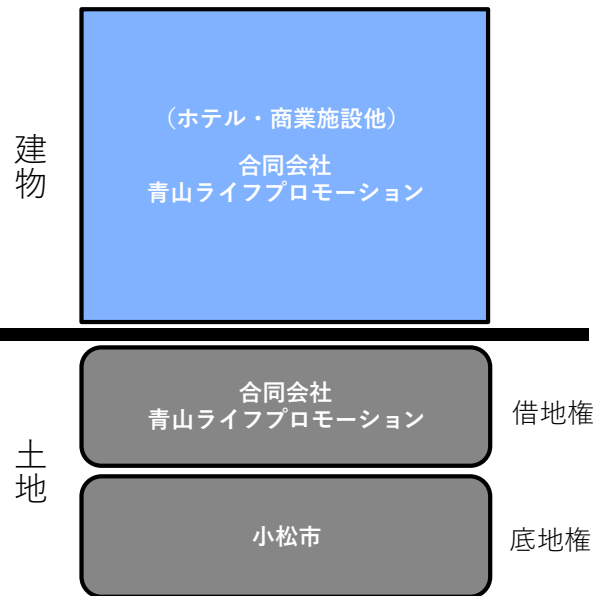 建物
（ホテル・商業施設他）
合同会社
青山ライフプロモーション
土地
合同会社
青山ライフプロモーション
借地権
小松市
底地権